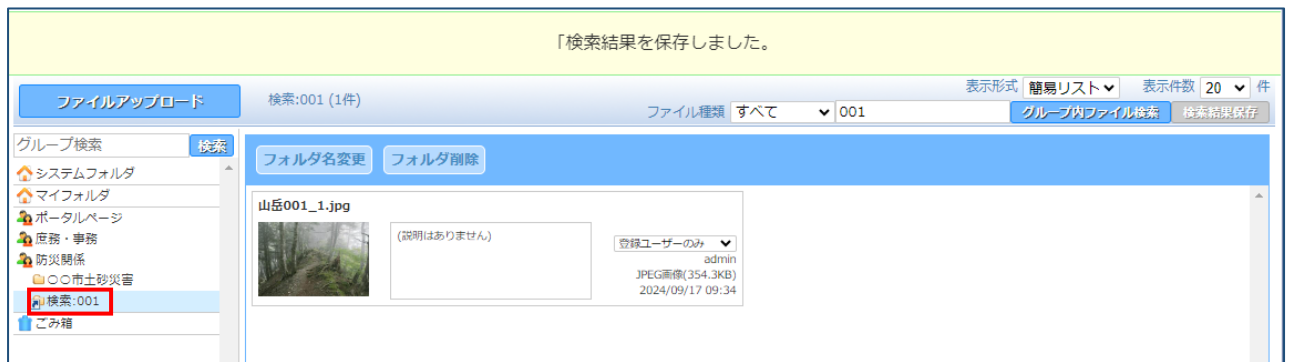 「検索結果を保存しました。
ファイルアップロード
検索:001 (1件)
表示形式 簡易リスト 表示件数 20 件
ファイル種類 すべて 001 グループ内ファイル検索 検索結果保存
グループ検索 検索
システムフォルダ
マイフォルダ
ポータルページ
庶務・事務
防災関係
〇〇市土砂災害
検索:001
ごみ箱
フォルダ名変更 フォルダ削除
山岳001_1.jpg
(説明はありません)
登録ユーザーのみ
admin
JPEG画像(354.3KB)
2024/09/17 09:34